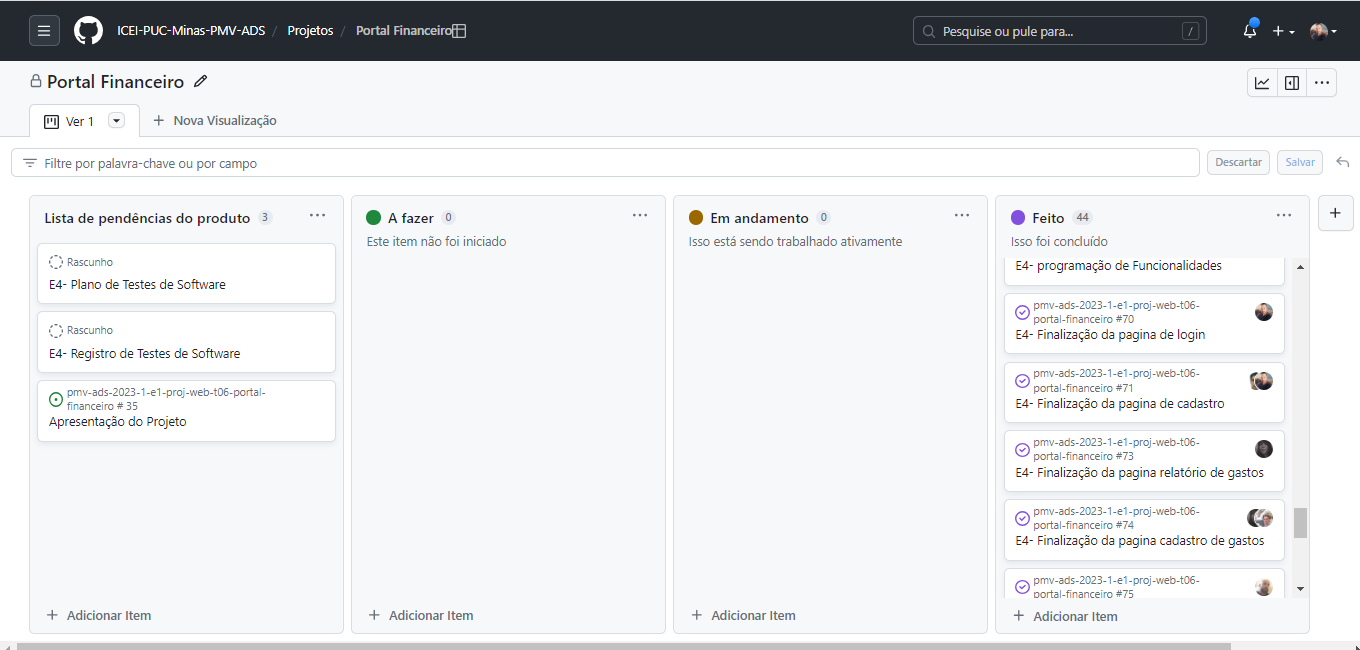 ICEI-PUC-Minas-PMV-ADS / Projetos / Portal Financeiro
Pesquise ou pule para... /
Portal Financeiro
Ver 1
Nova Visualização
Filtre por palavra-chave ou por campo
Descartar
Salvar
Lista de pendências do produto 3
Rascunho
E4- Plano de Testes de Software
Rascunho
E4- Registro de Testes de Software
pmv-ads-2023-1-e1-proj-web-t06-portal-
financeiro # 35
Apresentação do Projeto
+ Adicionar Item
A fazer 0
Este item não foi iniciado
+ Adicionar Item
Em andamento 0
Isso está sendo trabalhado ativamente
+ Adicionar Item
Feito 44
Isso foi concluído
E4- programação de Funcionalidades
pmv-ads-2023-1-e1-proj-web-t06-
portal-financeiro #70
E4- Finalização da pagina de login
pmv-ads-2023-1-e1-proj-web-t06-
portal-financeiro #71
E4- Finalização da pagina de cadastro
pmv-ads-2023-1-e1-proj-web-t06-
portal-financeiro #73
E4- Finalização da pagina relatório de gastos
pmv-ads-2023-1-e1-proj-web-t06-
portal-financeiro #74
E4- Finalização da pagina cadastro de gastos
pmv-ads-2023-1-e1-proj-web-t06-
portal-financeiro #75
+ Adicionar Item